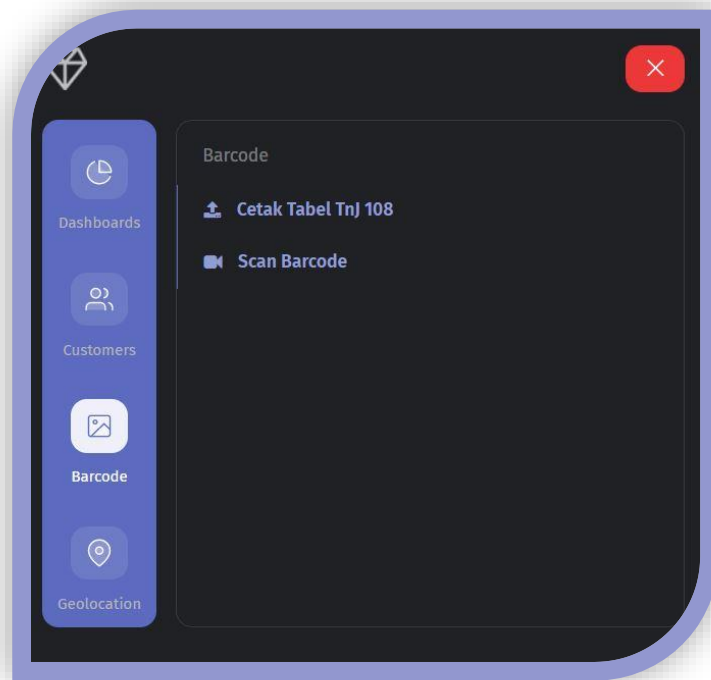 Dashboards
Customers
Barcode
Geolocation
Barcode
Cetak Tabel TnJ 108
Scan Barcode